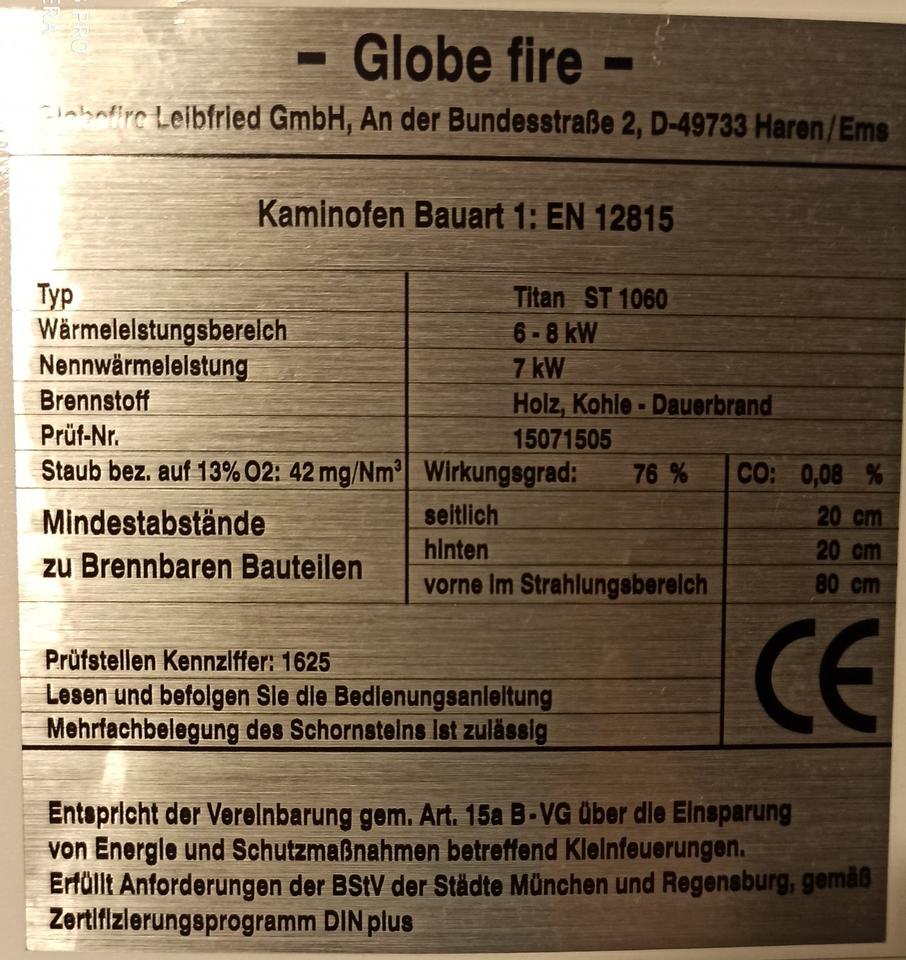 - Globe fire -
Globefire Leibfried GmbH, An der Bundesstraße 2, D-49733 Haren/Ems
Kaminofen Bauart 1: EN 12815
Typ Titan ST 1060
Wärmeleistungsbereich 6 - 8 kW
Nennwärmeleistung 7 kW
Brennstoff Holz, Kohle - Dauerbrand
Prüf-Nr. 15071505
Staub bez. auf 13% O2: 42 mg/Nm³ Wirkungsgrad: 76 % CO: 0,08 %
Mindestabstände
zu Brennbaren Bauteilen
seitlich 20 cm
hinten 20 cm
vorne im Strahlungsbereich 80 cm
Prüfstellen Kennziffer: 1625
Lesen und befolgen Sie die Bedienungsanleitung
Mehrfachbelegung des Schornsteins ist zulässig
CE
Entspricht der Vereinbarung gem. Art. 15a B-VG über die Einsparung
von Energie und Schutzmaßnahmen betreffend Kleinfeuerungen.
Erfüllt Anforderungen der BStV der Städte München und Regensburg, gemäß
Zertifizierungsprogramm DIN plus
PRO